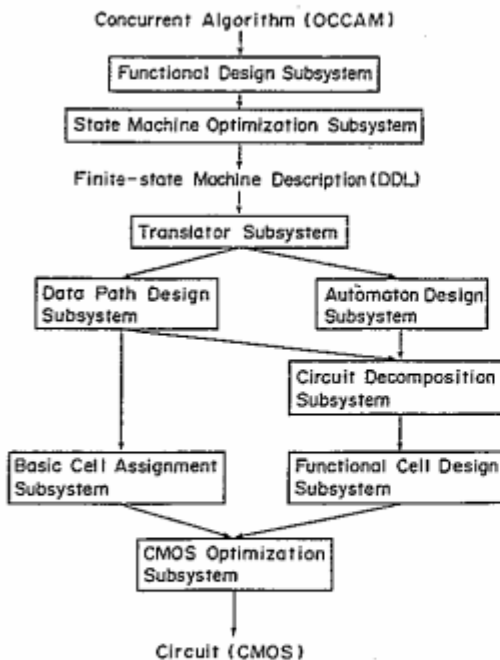 Concurrent Algorithm (OCCAM)
Functional Design Subsystem
State Machine Optimization Subsystem
Finite-state Machine Description (DDL)
Translator Subsystem
Data Path Design
Subsystem
Automaton Design
Subsystem
Circuit Decomposition
Subsystem
Basic Cell Assignment
Subsystem
Functional Cell Design
Subsystem
CMOS Optimization
Subsystem
Circuit (CMOS)